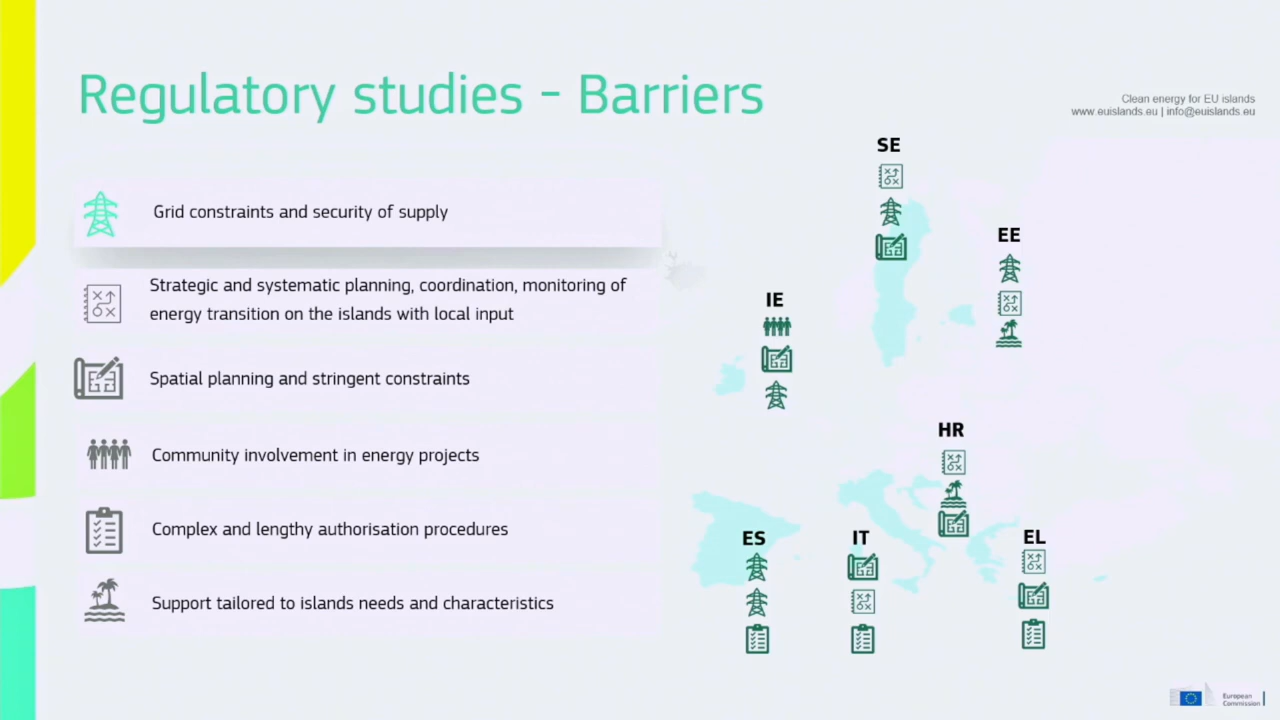 Regulatory studies - Barriers
Clean energy for EU islands
www.euislands.eu | info@euislands.eu
Grid constraints and security of supply
Strategic and systematic planning, coordination, monitoring of
energy transition on the islands with local input
Spatial planning and stringent constraints
Community involvement in energy projects
Complex and lengthy authorisation procedures
Support tailored to islands needs and characteristics
SE
EE
IE
HR
ES
IT
EL
European
Commission